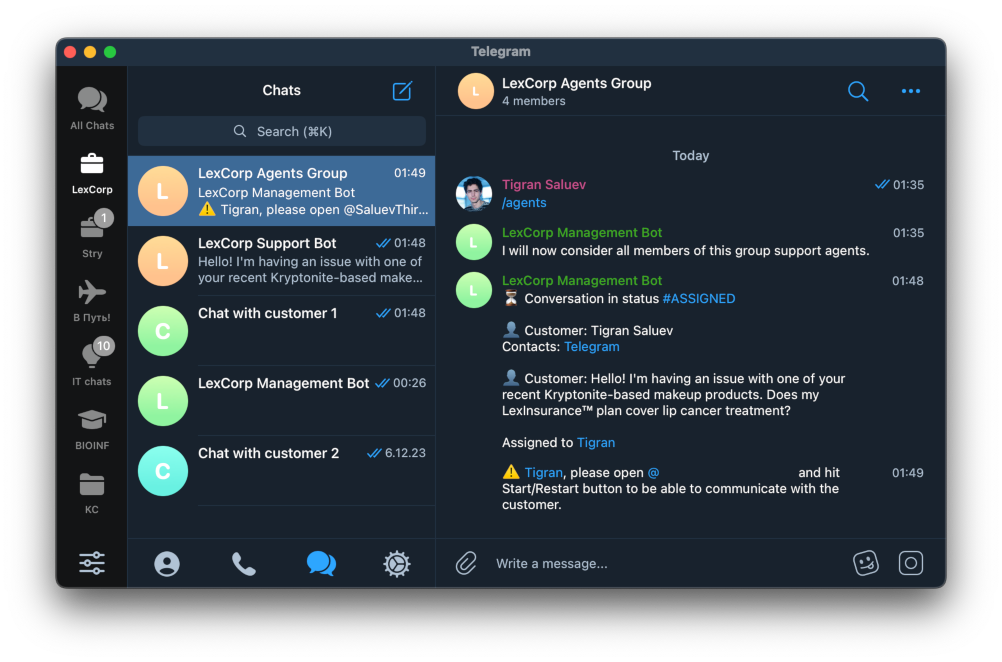 Telegram
All Chats
LexCorp
1
Stry
В Путь!
10
IT chats
BIOINF
КС
Chats
Search (⌘K)
L
LexCorp Agents Group
01:49
LexCorp Management Bot
⚠️ Tigran, please open @SaluevThir...
L
LexCorp Support Bot
01:48
Hello! I'm having an issue with one of
your recent Kryptonite-based make...
C
Chat with customer 1
01:48
L
LexCorp Management Bot
00:26
C
Chat with customer 2
6.12.23
L
LexCorp Agents Group
4 members
Today
Tigran Saluev
01:35
/agents
L
LexCorp Management Bot
01:35
I will now consider all members of this group support agents.
L
LexCorp Management Bot
01:48
⏳ Conversation in status #ASSIGNED
👤 Customer: Tigran Saluev
Contacts: Telegram
👤 Customer: Hello! I'm having an issue with one of your
recent Kryptonite-based makeup products. Does my
LexInsurance™ plan cover lip cancer treatment?
Assigned to Tigran
⚠️ Tigran, please open @ and hit
01:49
Start/Restart button to be able to communicate with the
customer.
Write a message...